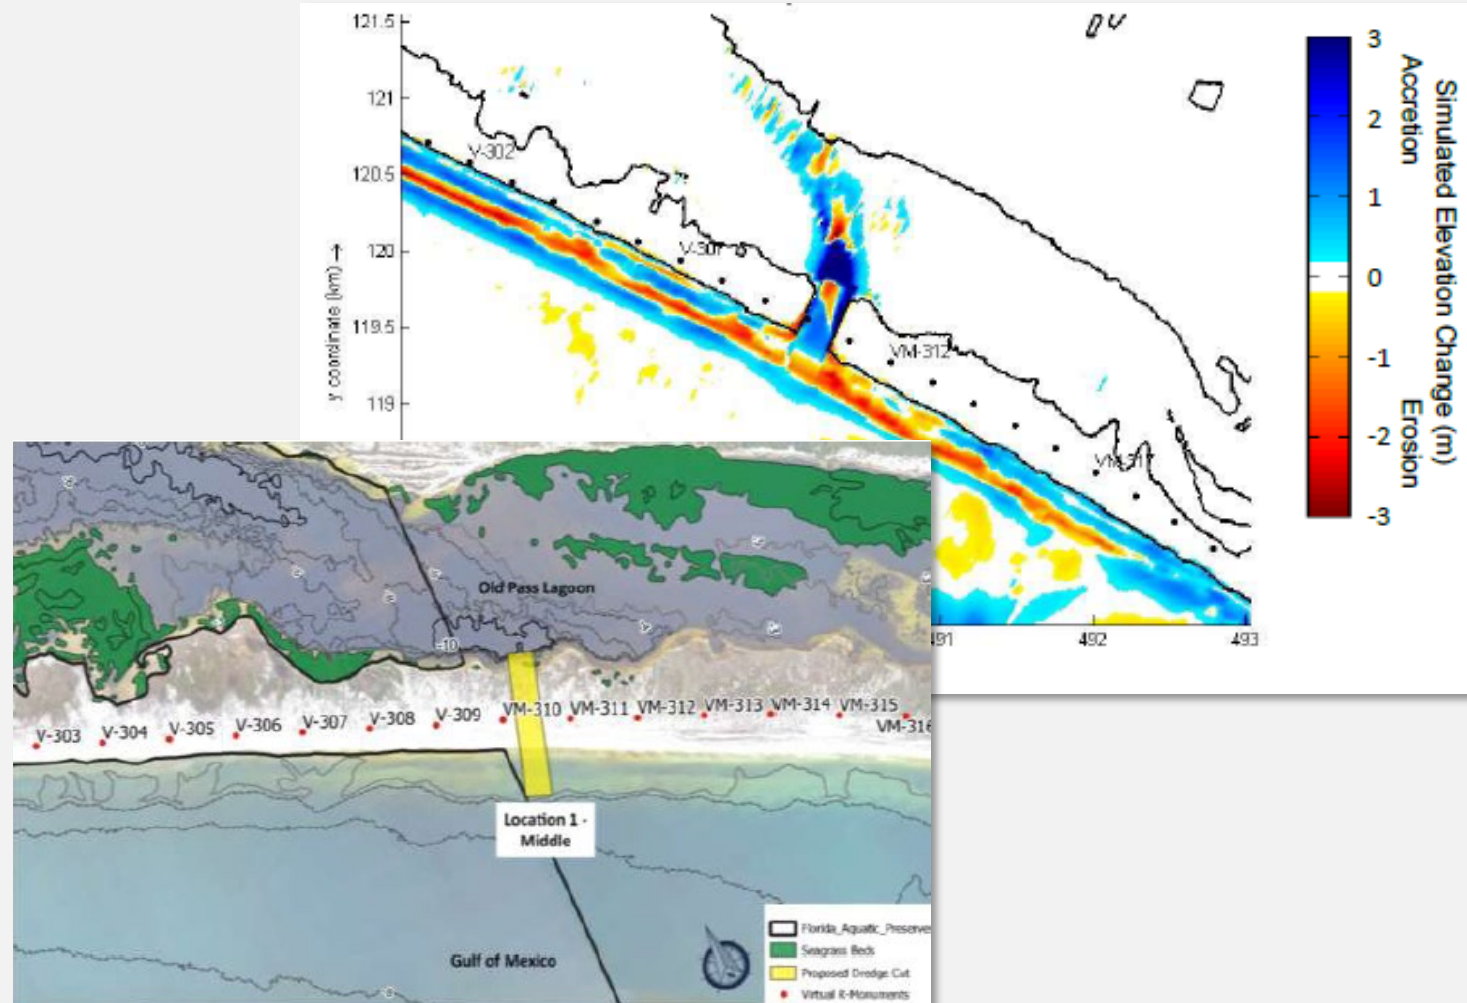 121.5
121
120.5
120
119.5
119
y coordinate (km) →
V-302
V-307
VM-312
VM-317
491
492
493
3
2
1
0
-1
-2
-3
Accretion
Erosion
Simulated Elevation Change (m)
Old Pass Lagoon
-10
V-303
V-304
V-305
V-306
V-307
V-308
V-309
VM-310
VM-311
VM-312
VM-313
VM-314
VM-315
VM-316
Location 1 -
Middle
Gulf of Mexico
Florida_Aquatic_Preserve
Seagrass Beds
Proposed Dredge Cut
Virtual R-Monuments